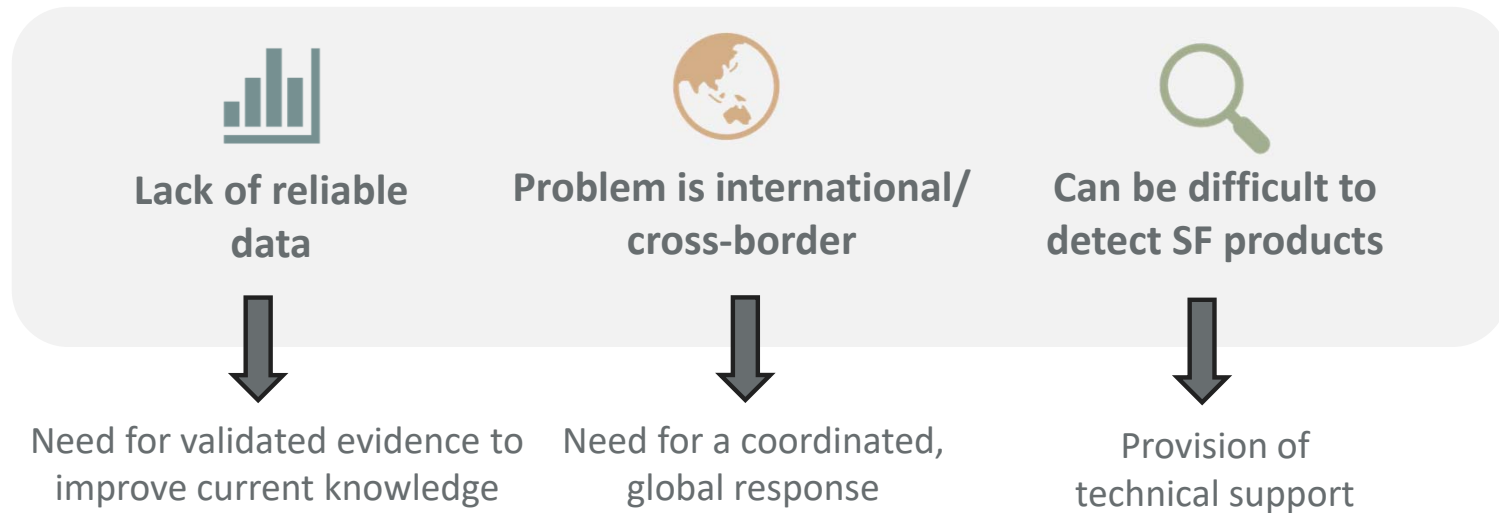 Lack of reliable
data
Problem is international/
cross-border
Can be difficult to
detect SF products
Need for validated evidence to
improve current knowledge
Need for a coordinated,
global response
Provision of
technical support